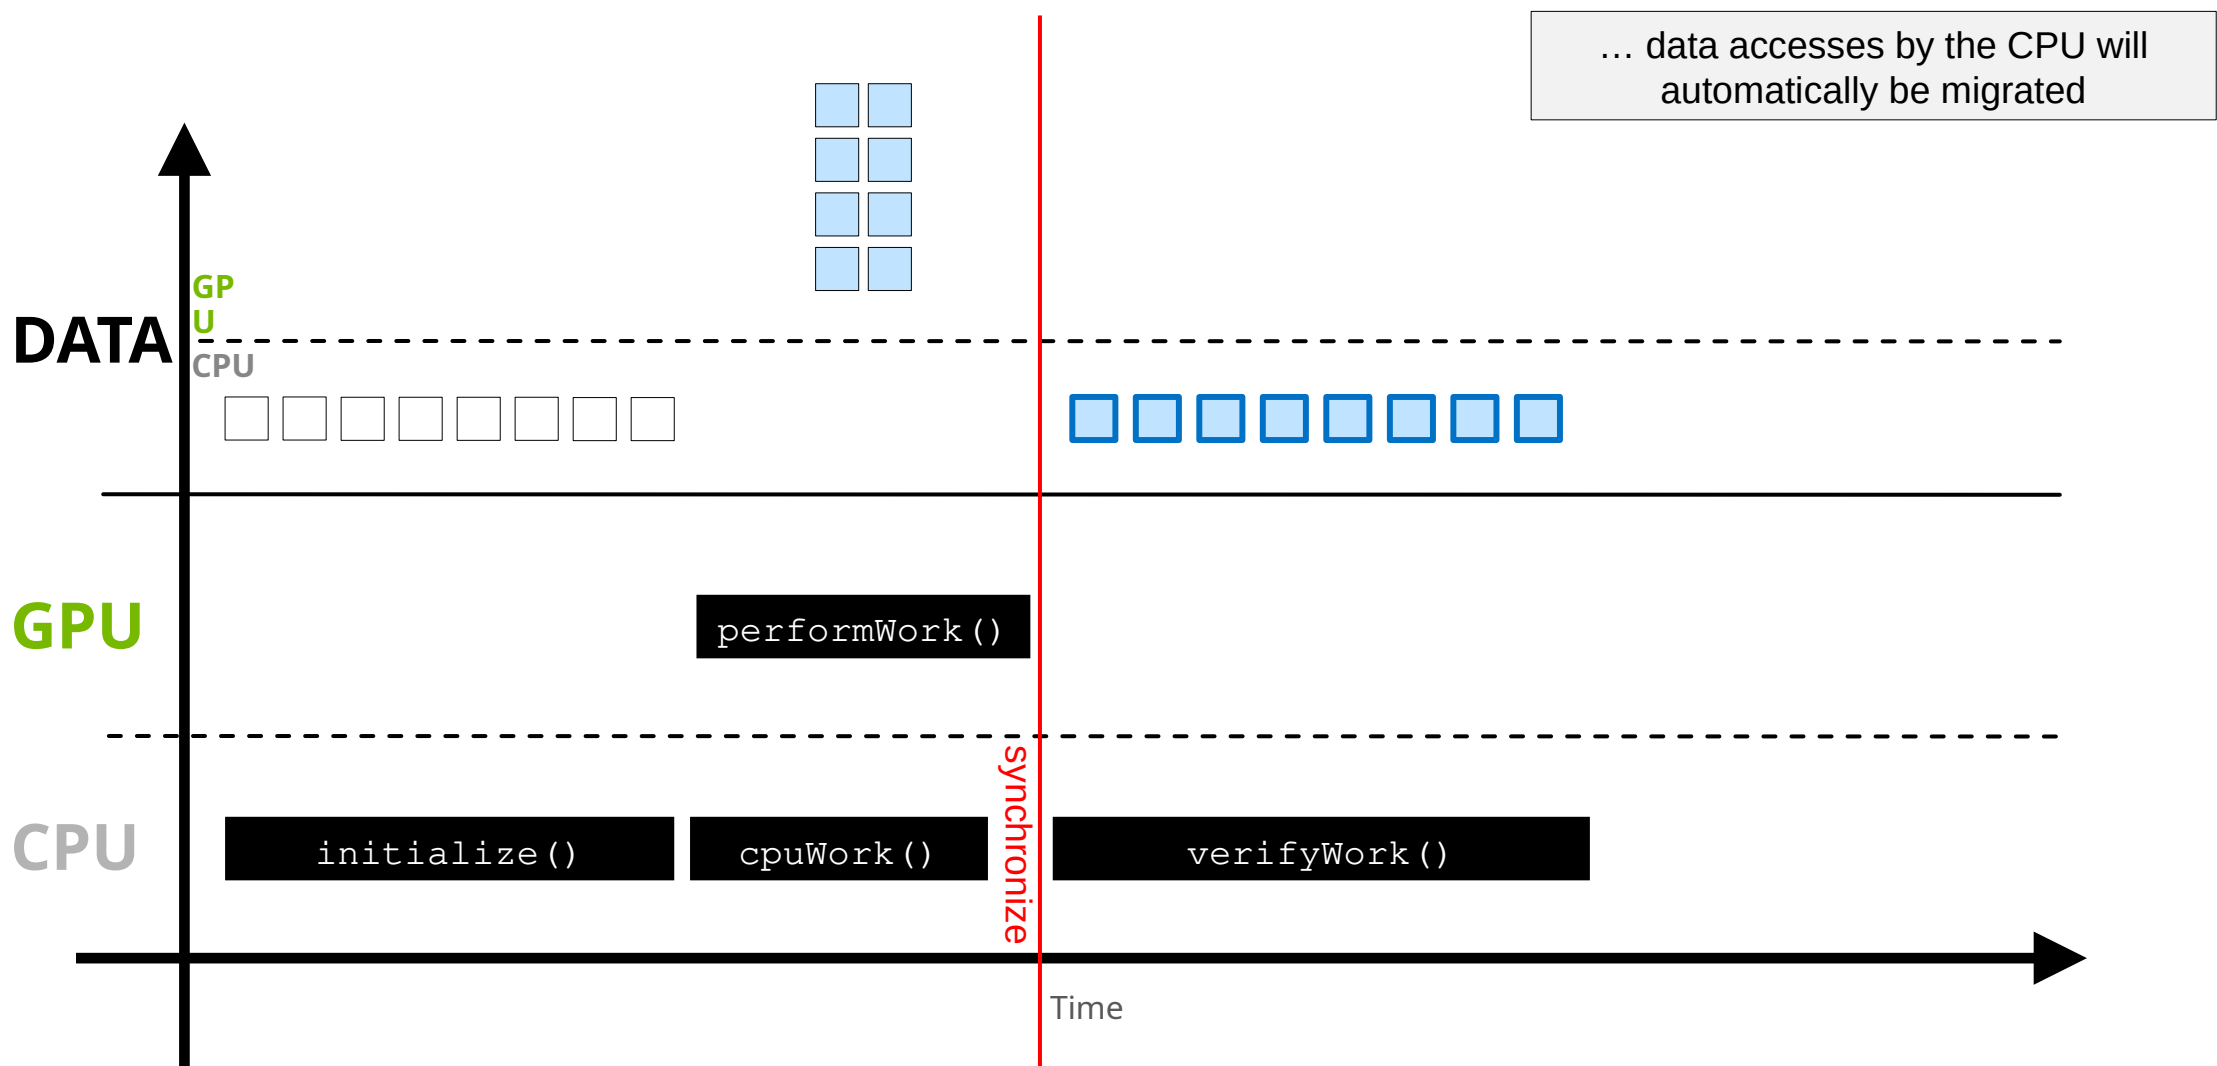 … data accesses by the CPU will
automatically be migrated
GP
U
DATA
CPU
GPU
performWork()
synchronize
CPU
initialize()
cpuWork()
verifyWork()
Time